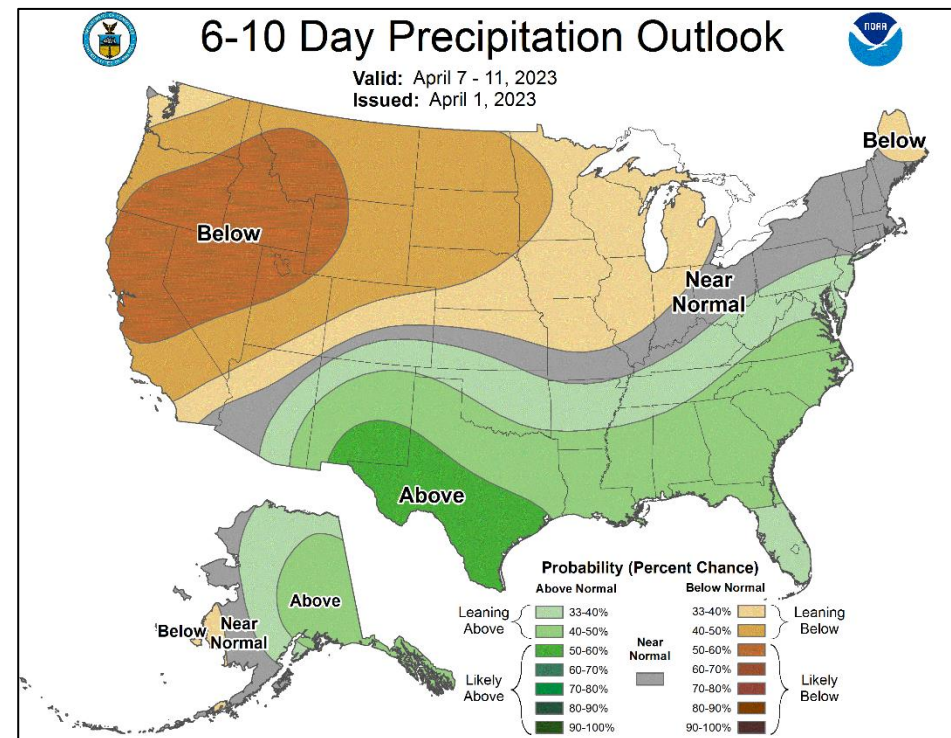 6-10 Day Precipitation Outlook
NOAA
Valid: April 7 - 11, 2023
Issued: April 1, 2023
Below
Below
Near
Normal
Above
Above
Below
Near
Normal
Probability (Percent Chance)
Above Normal
Below Normal
Leaning
Above
33-40%
40-50%
Likely
Above
50-60%
60-70%
70-80%
80-90%
90-100%
Near
Normal
33-40%
40-50%
Leaning
Below
50-60%
60-70%
70-80%
80-90%
90-100%
Likely
Below